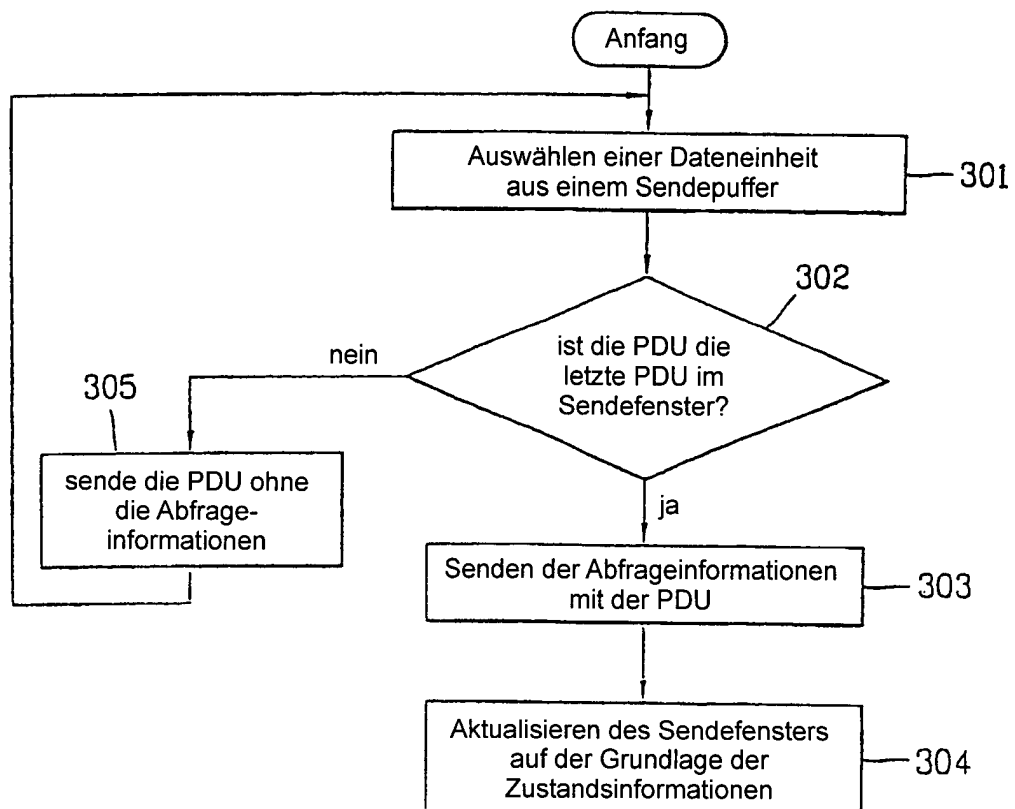 Anfang
Auswählen einer Dateneinheit
aus einem Sendepuffer
301
302
ist die PDU die
letzte PDU im
Sendefenster?
nein
305
sende die PDU ohne
die Abfrage-
informationen
ja
Senden der Abfrageinformationen
mit der PDU
303
Aktualisieren des Sendefensters
auf der Grundlage der
Zustandsinformationen
304